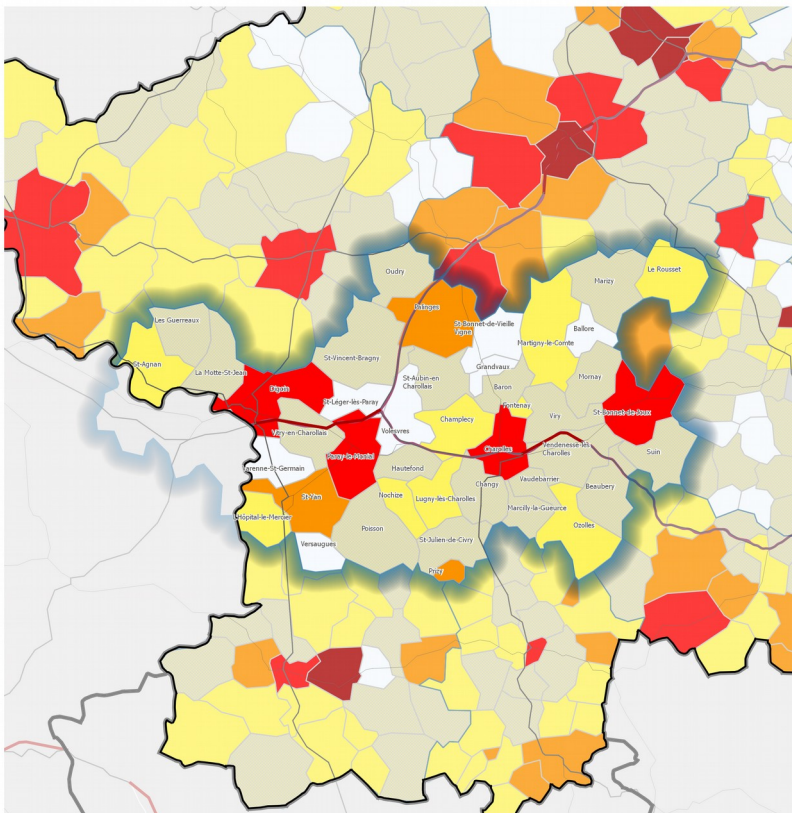 Oudry
Marizy
Le Rousset
Palinges
Les Guerreaux
St-Bonnet-de-Vieille
Vigne
Ballore
Martigny-le-Comte
St-Agnan
St-Vincent-Bragny
Grandvaux
La Motte-St-Jean
St-Aubin-en
Charollais
Mornay
Digoin
Baron
St-Léger-lès-Paray
Fontenay
Viry
St-Bonnet-de-Joux
Champlecy
Vitry-en-Charollais
Volesvres
Charolles
Vendenesse-lès
Charolles
Suin
Paray-le-Monial
Varenne-St-Germain
Hautefond
Vaudebarrier
Changy
Beaubery
St-Yan
Nochize
Lugny-lès-Charolles
Marcilly-la-Gueurce
L'Hôpital-le-Mercier
Poisson
Ozolles
St-Julien-de-Civry
Versaugues
Prizy